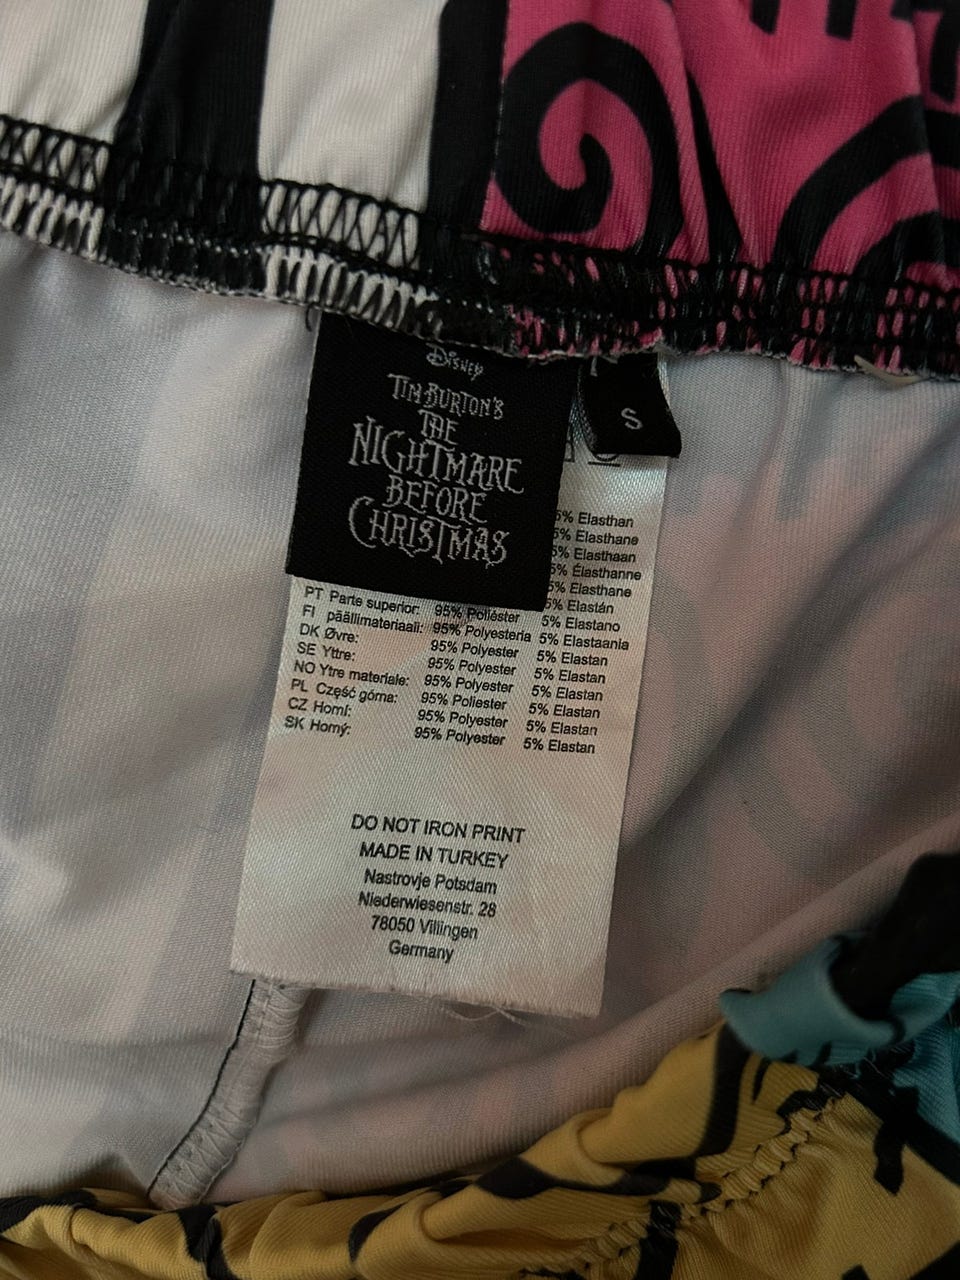 Disney
TIM BURTON'S
THE
NIGHTMARE
BEFORE
CHRISTMAS
S
5% Elasthan
5% Elasthane
5% Elasthaan
5% Élasthanne
5% Elasthane
5% Elastán
PT Parte superior: 95% Poliéster 5% Elastano
FI päällimateriaali: 95% Polyesteria 5% Elastaania
DK Øvre: 95% Polyester 5% Elastan
SE Yttre: 95% Polyester 5% Elastan
NO Ytre materiale: 95% Polyester 5% Elastan
PL Część górna: 95% Poliester 5% Elastan
CZ Horní: 95% Polyester 5% Elastan
SK Horný: 95% Polyester 5% Elastan
DO NOT IRON PRINT
MADE IN TURKEY
Nastrovje Potsdam
Niederwiesenstr. 28
78050 Villingen
Germany